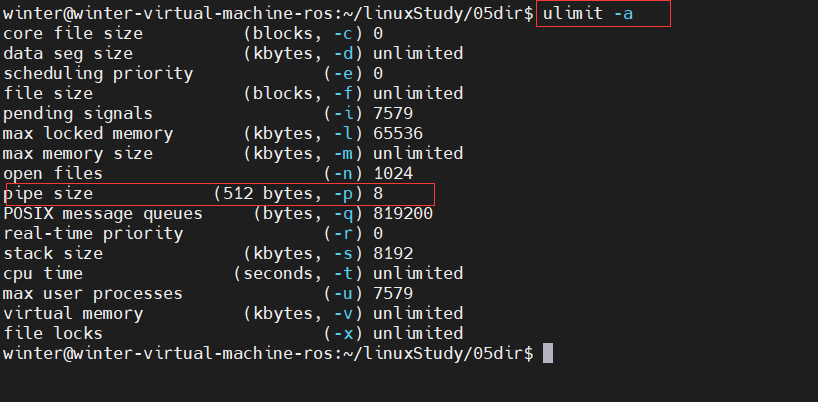 winter@winter-virtual-machine-ros:~/linuxStudy/05dir$ ulimit -a
core file size          (blocks, -c) 0
data seg size           (kbytes, -d) unlimited
scheduling priority             (-e) 0
file size               (blocks, -f) unlimited
pending signals                 (-i) 7579
max locked memory       (kbytes, -l) 65536
max memory size         (kbytes, -m) unlimited
open files                      (-n) 1024
pipe size            (512 bytes, -p) 8
POSIX message queues     (bytes, -q) 819200
real-time priority              (-r) 0
stack size              (kbytes, -s) 8192
cpu time               (seconds, -t) unlimited
max user processes              (-u) 7579
virtual memory          (kbytes, -v) unlimited
file locks                      (-x) unlimited
winter@winter-virtual-machine-ros:~/linuxStudy/05dir$